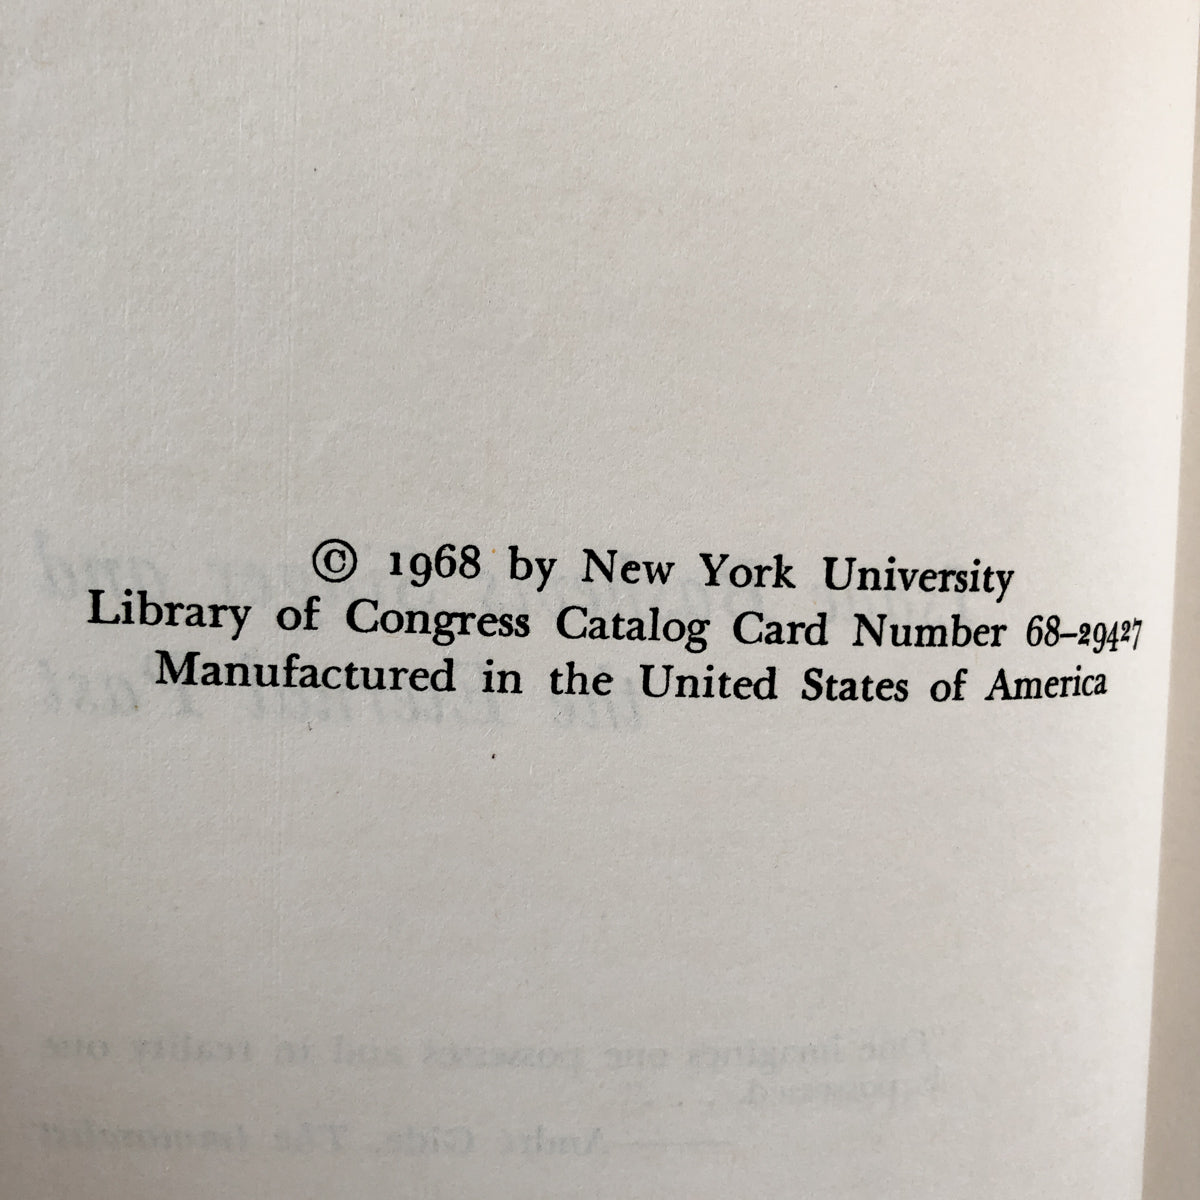 © 1968 by New York University
Library of Congress Catalog Card Number 68–29427
Manufactured in the United States of America